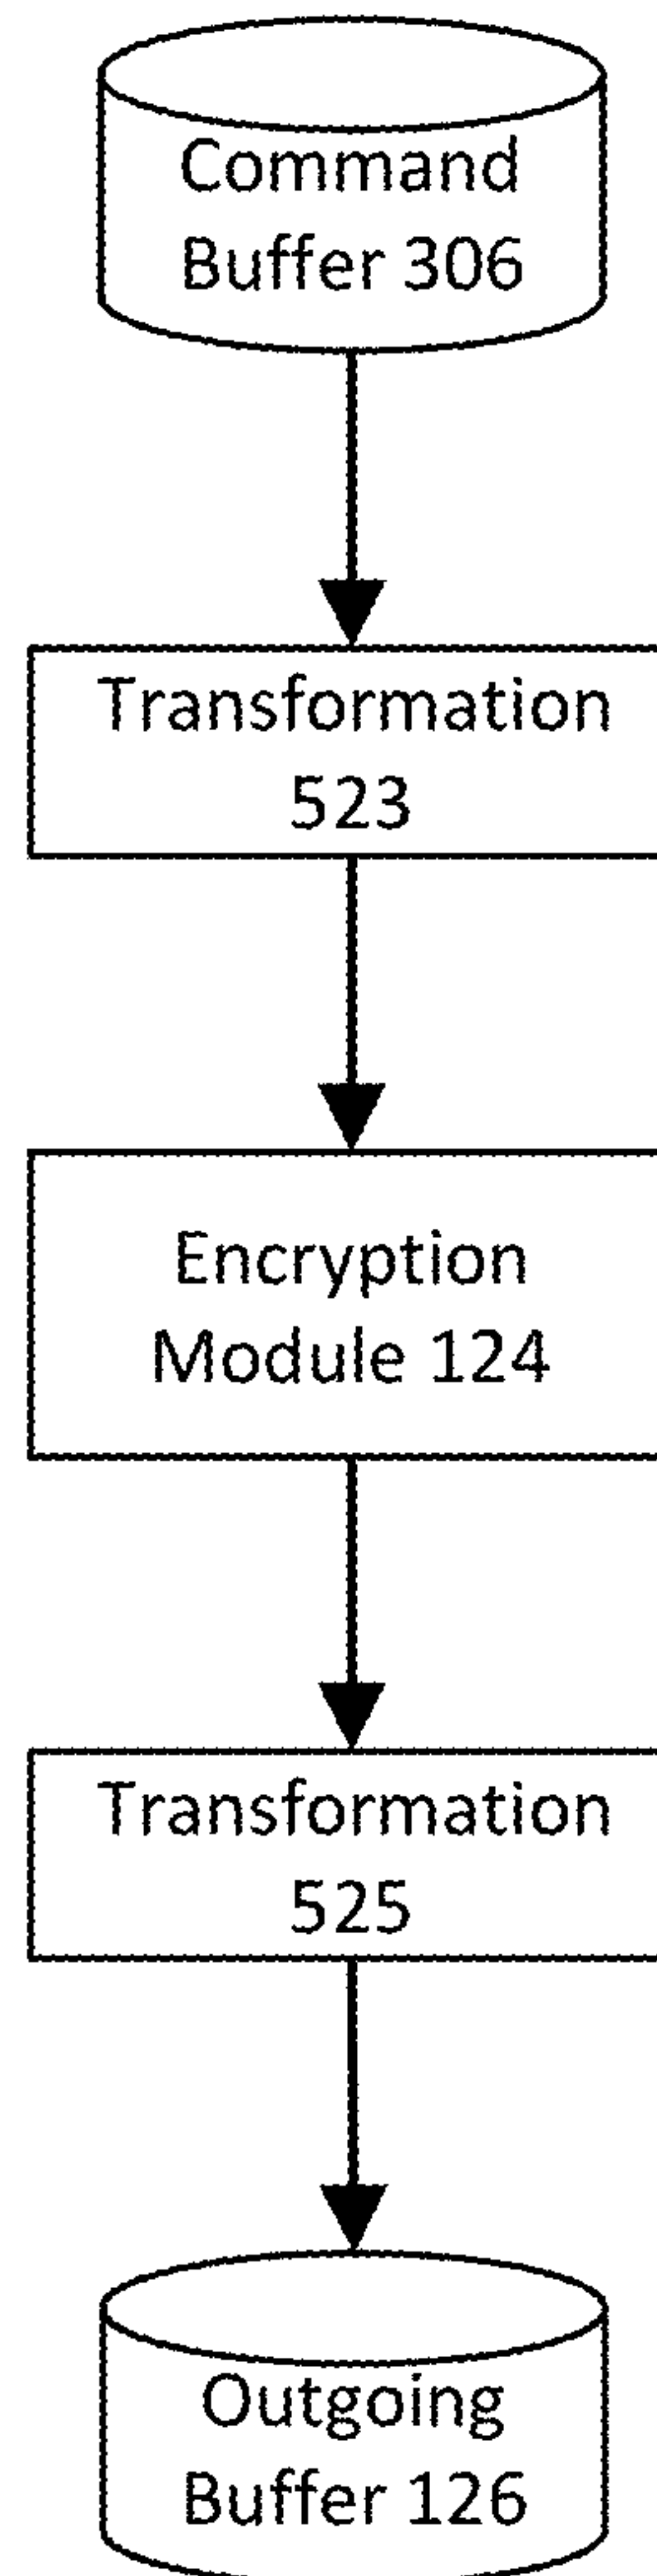 Command
Buffer 306
Transformation
523
Encryption
Module 124
Transformation
525
Outgoing
Buffer 126